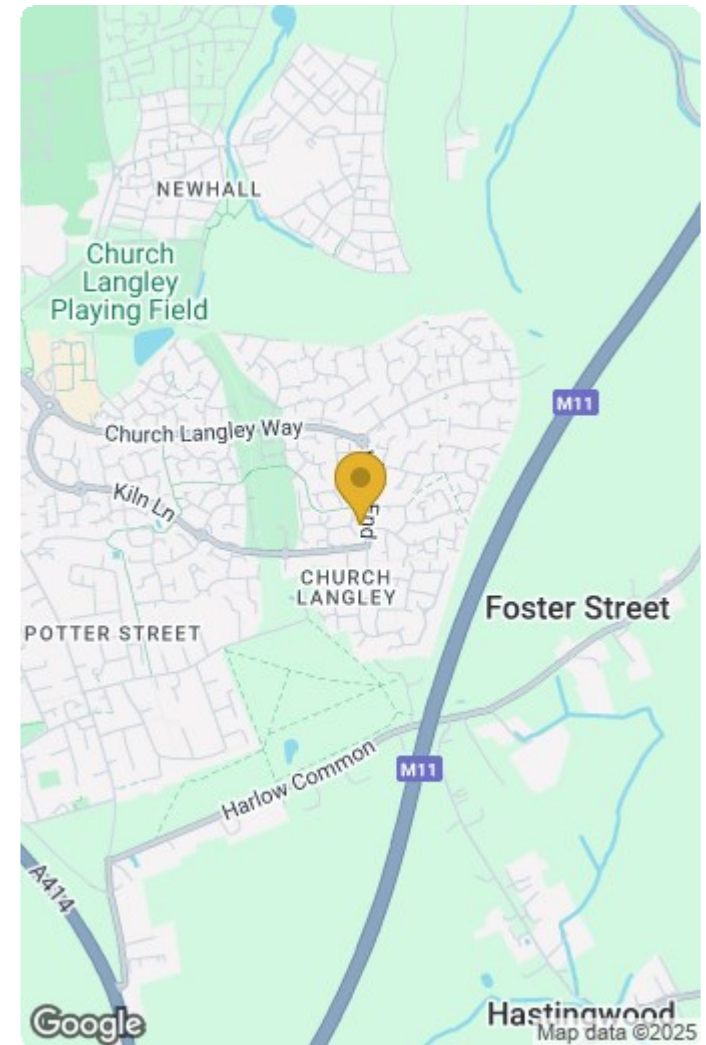 NEWHALL
Church
Langley
Playing Field
M11
Church Langley Way
Kiln Ln
End
CHURCH
LANGLEY
Foster Street
POTTER STREET
M11
Harlow Common
A414
Hastingwood
Google
Map data ©2025